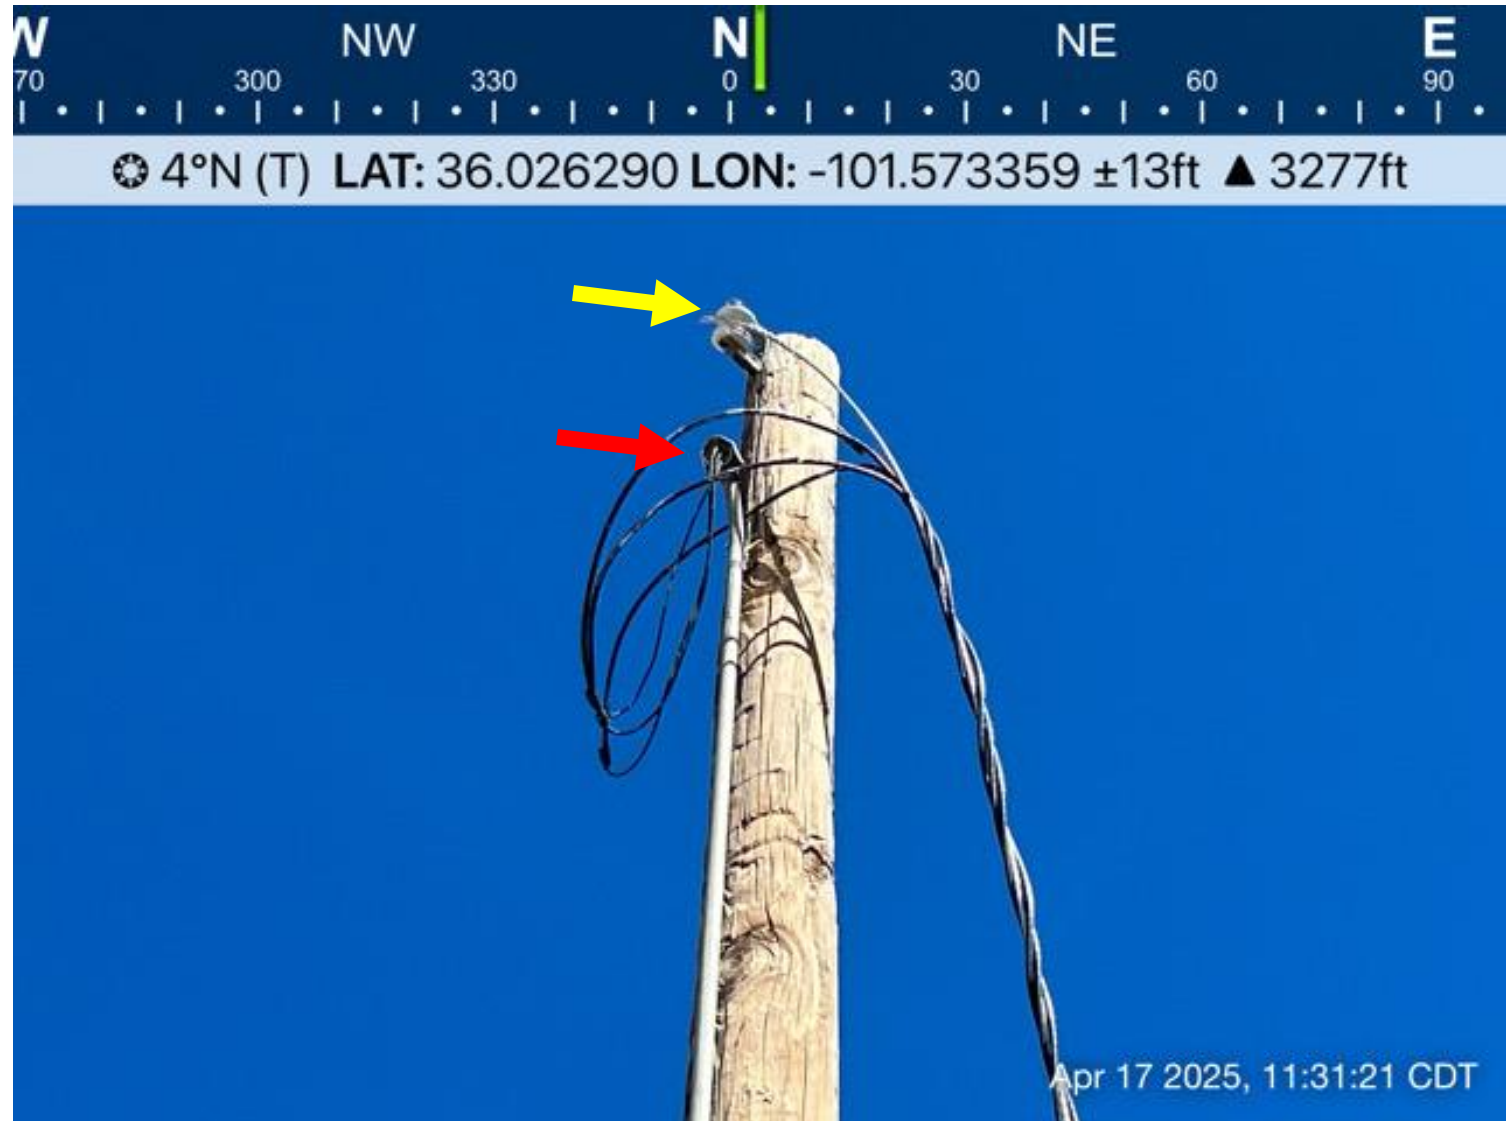 W NW N NE E
70 300 330 0 30 60 90
4°N (T) LAT: 36.026290 LON: -101.573359 ±13ft ▲ 3277ft
Apr 17 2025, 11:31:21 CDT